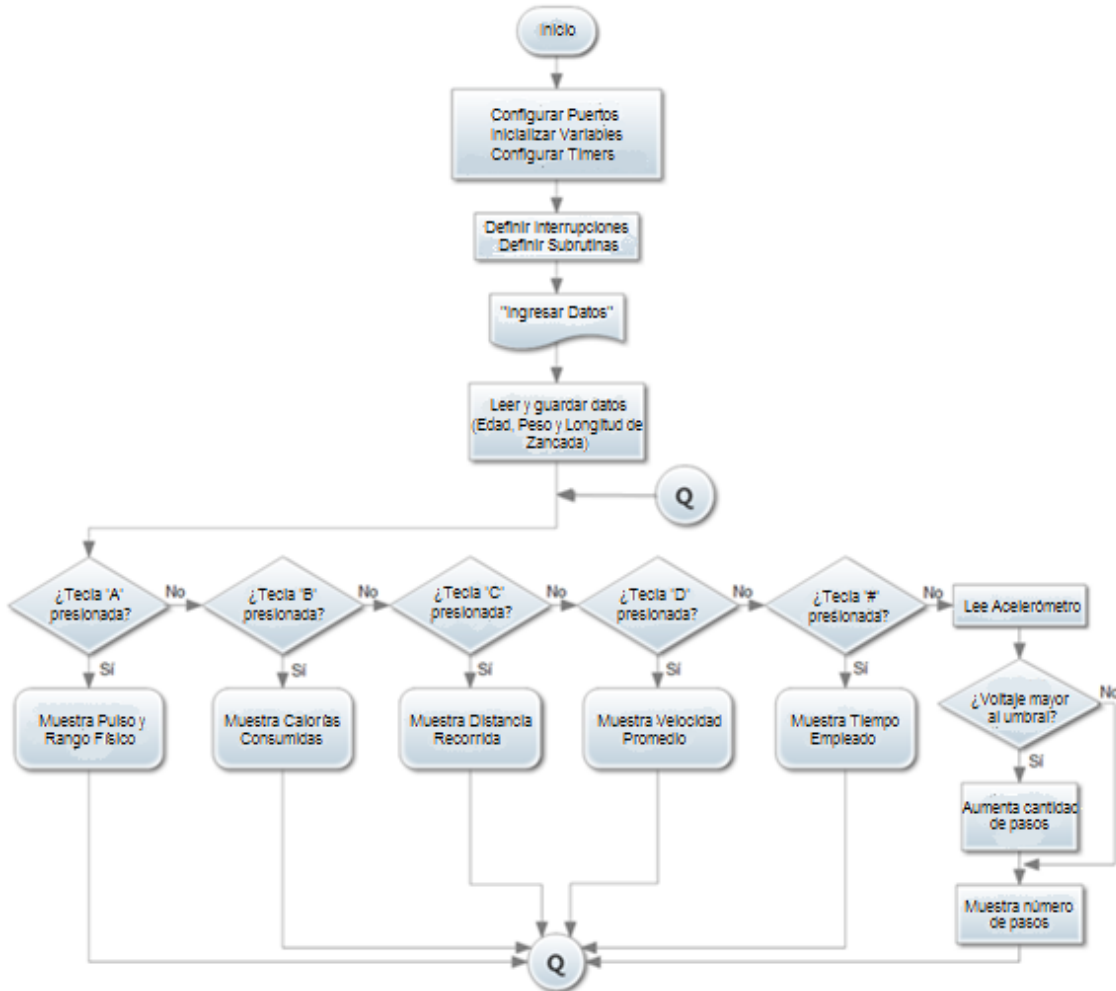 Inicio
Configurar Puertos
Inicializar Variables
Configurar Timers
Definir Interrupciones
Definir Subrutinas
"Ingresar Datos"
Leer y guardar datos
(Edad, Peso y Longitud de
Zancada)
Q
¿Tecla 'A'
presionada?
No
¿Tecla 'B'
presionada?
No
¿Tecla 'C'
presionada?
No
¿Tecla 'D'
presionada?
No
¿Tecla '#'
presionada?
No
Lee Acelerómetro
Sí
Sí
Sí
Sí
Sí
¿Voltaje mayor
al umbral?
No
Muestra Pulso y
Rango Físico
Muestra Calorías
Consumidas
Muestra Distancia
Recorrida
Muestra Velocidad
Promedio
Muestra Tiempo
Empleado
Sí
Aumenta cantidad
de pasos
Muestra número
de pasos
Q